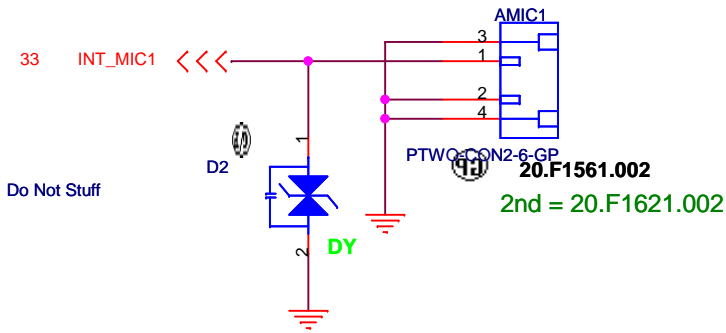 AMIC1
3
33 INT_MIC1
1
2
4
1
PTWO-CON2-6-GP
D2
20.F1561.002
Do Not Stuff
2nd = 20.F1621.002
DY
2